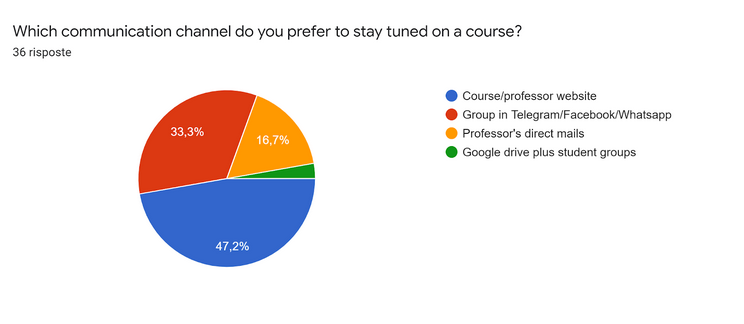 Which communication channel do you prefer to stay tuned on a course?
36 risposte
33,3%
16,7%
47,2%
Course/professor website
Group in Telegram/Facebook/Whatsapp
Professor's direct mails
Google drive plus student groups